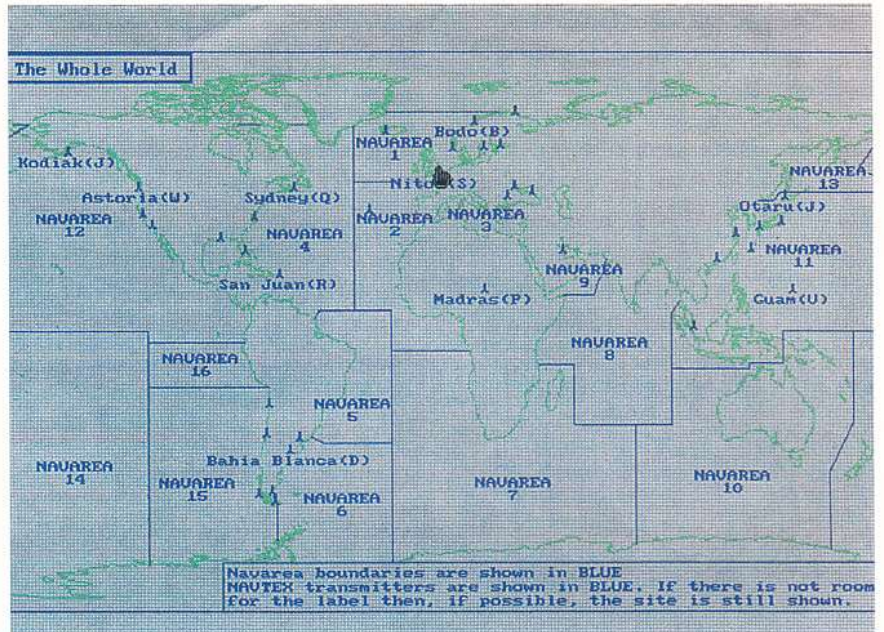 The Whole World
NAVAREA
1
Bodo(B)
Kodiak(J)
NAVAREA
13
Astoria(W)
Sydney(Q)
Otaru(J)
NAVAREA
12
NAVAREA
4
NAVAREA
2
NAVAREA
3
NAVAREA
11
San Juan(R)
NAVAREA
9
Madras(P)
Guam(U)
NAVAREA
16
NAVAREA
8
NAVAREA
5
Bahia Blanca(D)
NAVAREA
14
NAVAREA
15
NAVAREA
6
NAVAREA
7
NAVAREA
10
Navarea boundaries are shown in BLUE
NAVTEX transmitters are shown in BLUE. If there is not room
for the label then, if possible, the site is still shown.